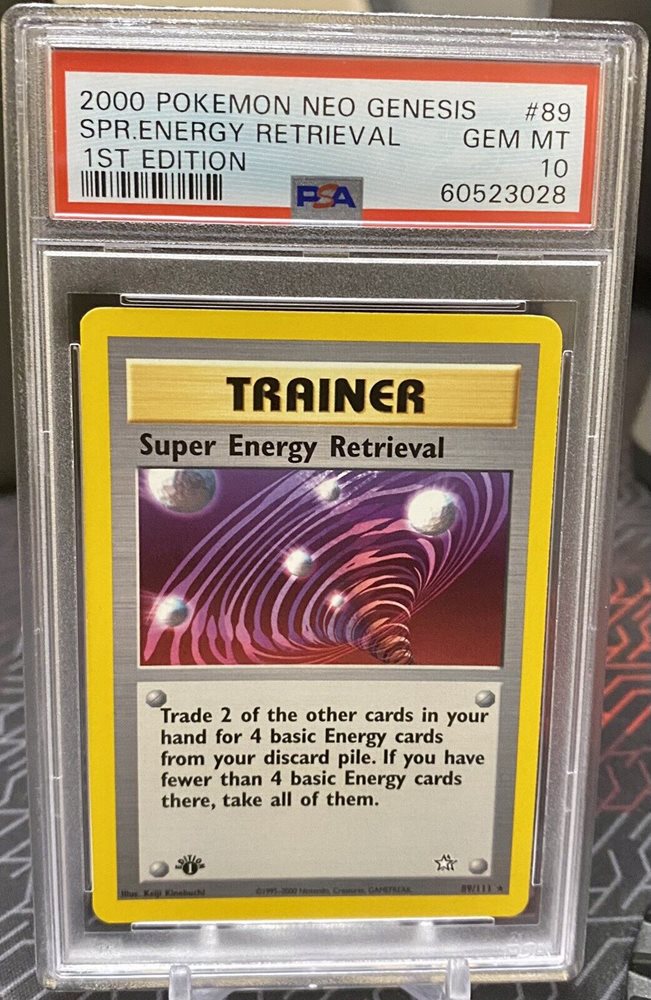 2000 POKEMON NEO GENESIS #89
SPR.ENERGY RETRIEVAL GEM MT
1ST EDITION 10
PSA 60523028
TRAINER
Super Energy Retrieval
Trade 2 of the other cards in your
hand for 4 basic Energy cards
from your discard pile. If you have
fewer than 4 basic Energy cards
there, take all of them.
EDITION 1
Illus. Keiji Kinebuchi ©1995-2000 Nintendo, Creatures, GAMEFREAK. 89/111 ★